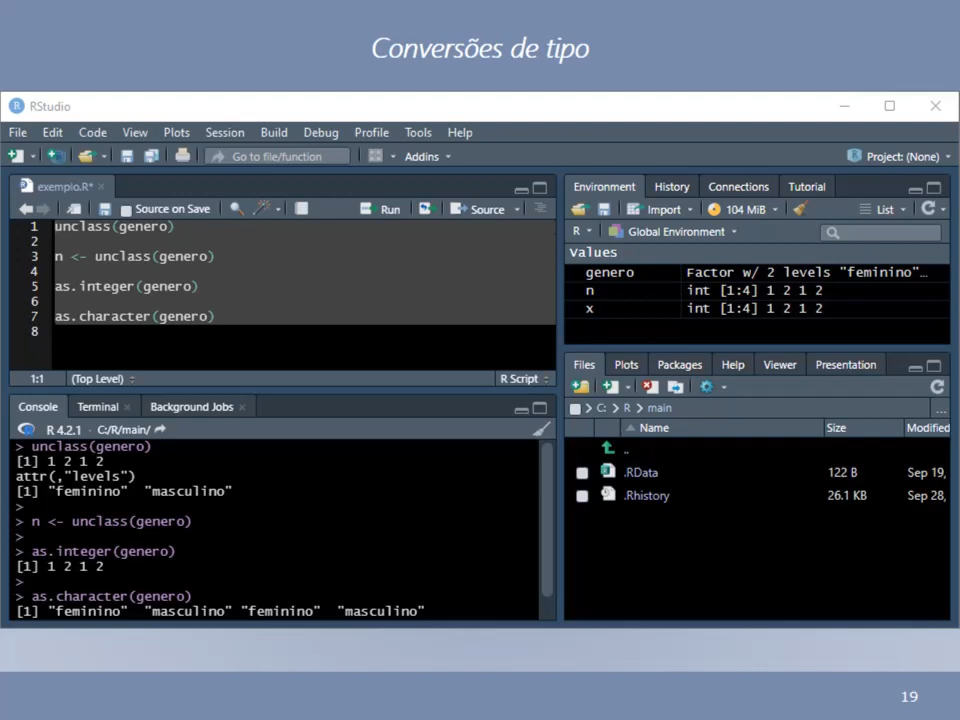 Conversões de tipo
RStudio
File Edit Code View Plots Session Build Debug Profile Tools Help
Go to file/function Addins Project: (None)
exemplo.R*
Source on Save Run Source
1 unclass(genero)
2
3 n <- unclass(genero)
4
5 as.integer(genero)
6
7 as.character(genero)
8
1:1 (Top Level) R Script
Console Terminal Background Jobs
R 4.2.1 · C:/R/main/
> unclass(genero)
[1] 1 2 1 2
attr(,"levels")
[1] "feminino" "masculino"
>
> n <- unclass(genero)
>
> as.integer(genero)
[1] 1 2 1 2
>
> as.character(genero)
[1] "feminino" "masculino" "feminino" "masculino"
Environment History Connections Tutorial
Import 104 MiB List
R Global Environment
Values
genero Factor w/ 2 levels "feminino"…
n int [1:4] 1 2 1 2
x int [1:4] 1 2 1 2
Files Plots Packages Help Viewer Presentation
C: > R > main ...
Name Size Modified
..
.RData 122 B Sep 19,
.Rhistory 26.1 KB Sep 28,
19